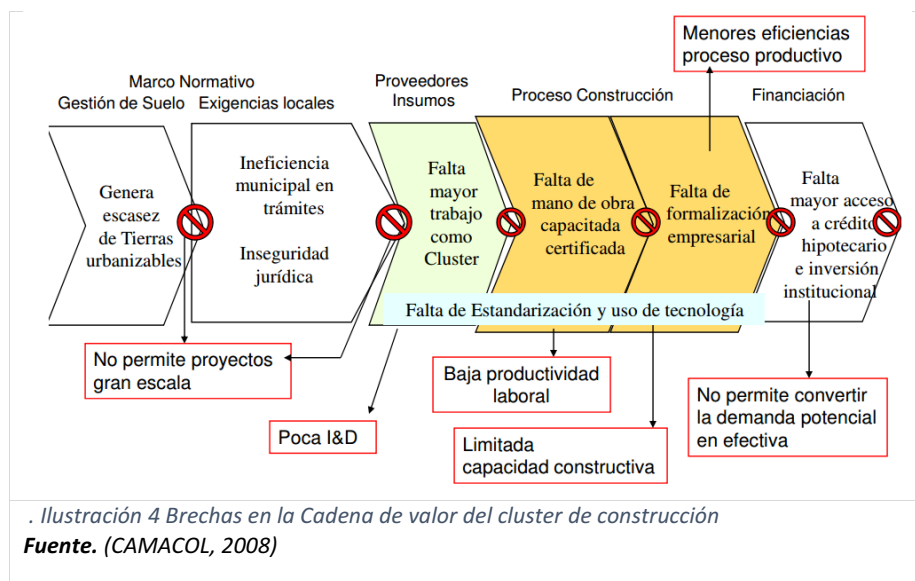 Menores eficiencias
proceso productivo
Marco Normativo
Gestión de Suelo
Exigencias locales
Proveedores
Insumos
Proceso Construcción
Financiación
Genera
escasez
de Tierras
urbanizables
Ineficiencia
municipal en
trámites
Inseguridad
jurídica
Falta
mayor
trabajo
como
Cluster
Falta de
mano de obra
capacitada
certificada
Falta de
formalización
empresarial
Falta
mayor acceso
a crédito
hipotecario
e inversión
institucional
Falta de Estandarización y uso de tecnología
No permite proyectos
gran escala
Poca I&D
Baja productividad
laboral
Limitada
capacidad constructiva
No permite convertir
la demanda potencial
en efectiva
. Ilustración 4 Brechas en la Cadena de valor del cluster de construcción
Fuente. (CAMACOL, 2008)